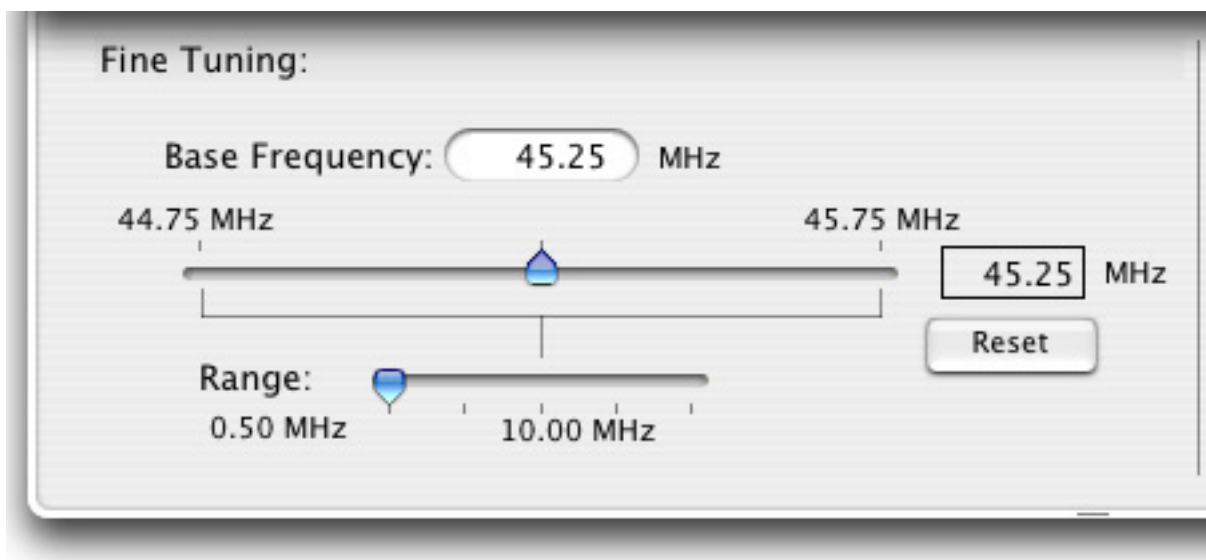 Fine Tuning:
Base Frequency: 45.25 MHz
44.75 MHz 45.75 MHz
45.25 MHz
Reset
Range:
0.50 MHz 10.00 MHz